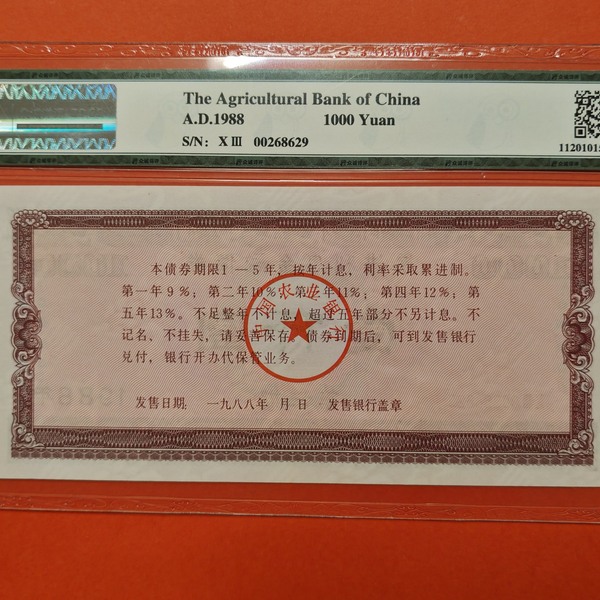 The Agricultural Bank of China
A.D.1988 1000 Yuan
S/N: XⅢ 00268629
本债券期限1—5年，按年计息，利率采取累进制。
第一年9%；第二年10%；第三年11%；第四年12%；第
五年13%。不足整年不计息，超过五年部分不另计息。不
记名、不挂失，请妥善保存。债券到期后，可到发售银行
兑付，银行开办代保管业务。
中国农业银行
发售日期: 一九八八年 月 日·发售银行盖章